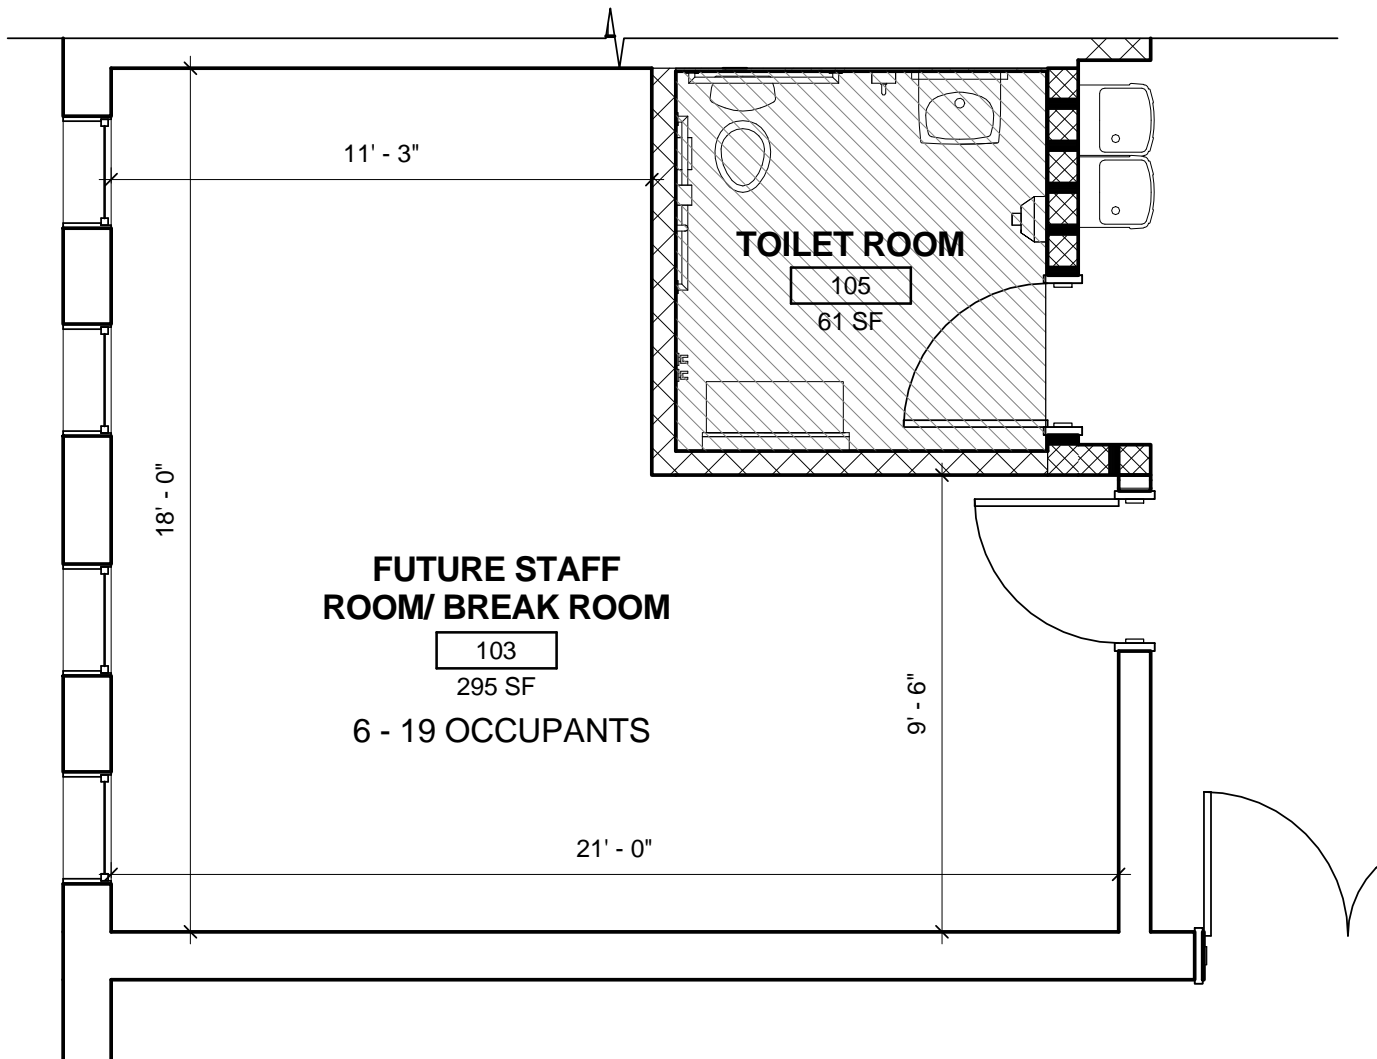 11' - 3"
TOILET ROOM
105
61 SF
18' - 0"
FUTURE STAFF
ROOM/ BREAK ROOM
103
295 SF
6 - 19 OCCUPANTS
9' - 6"
21' - 0"